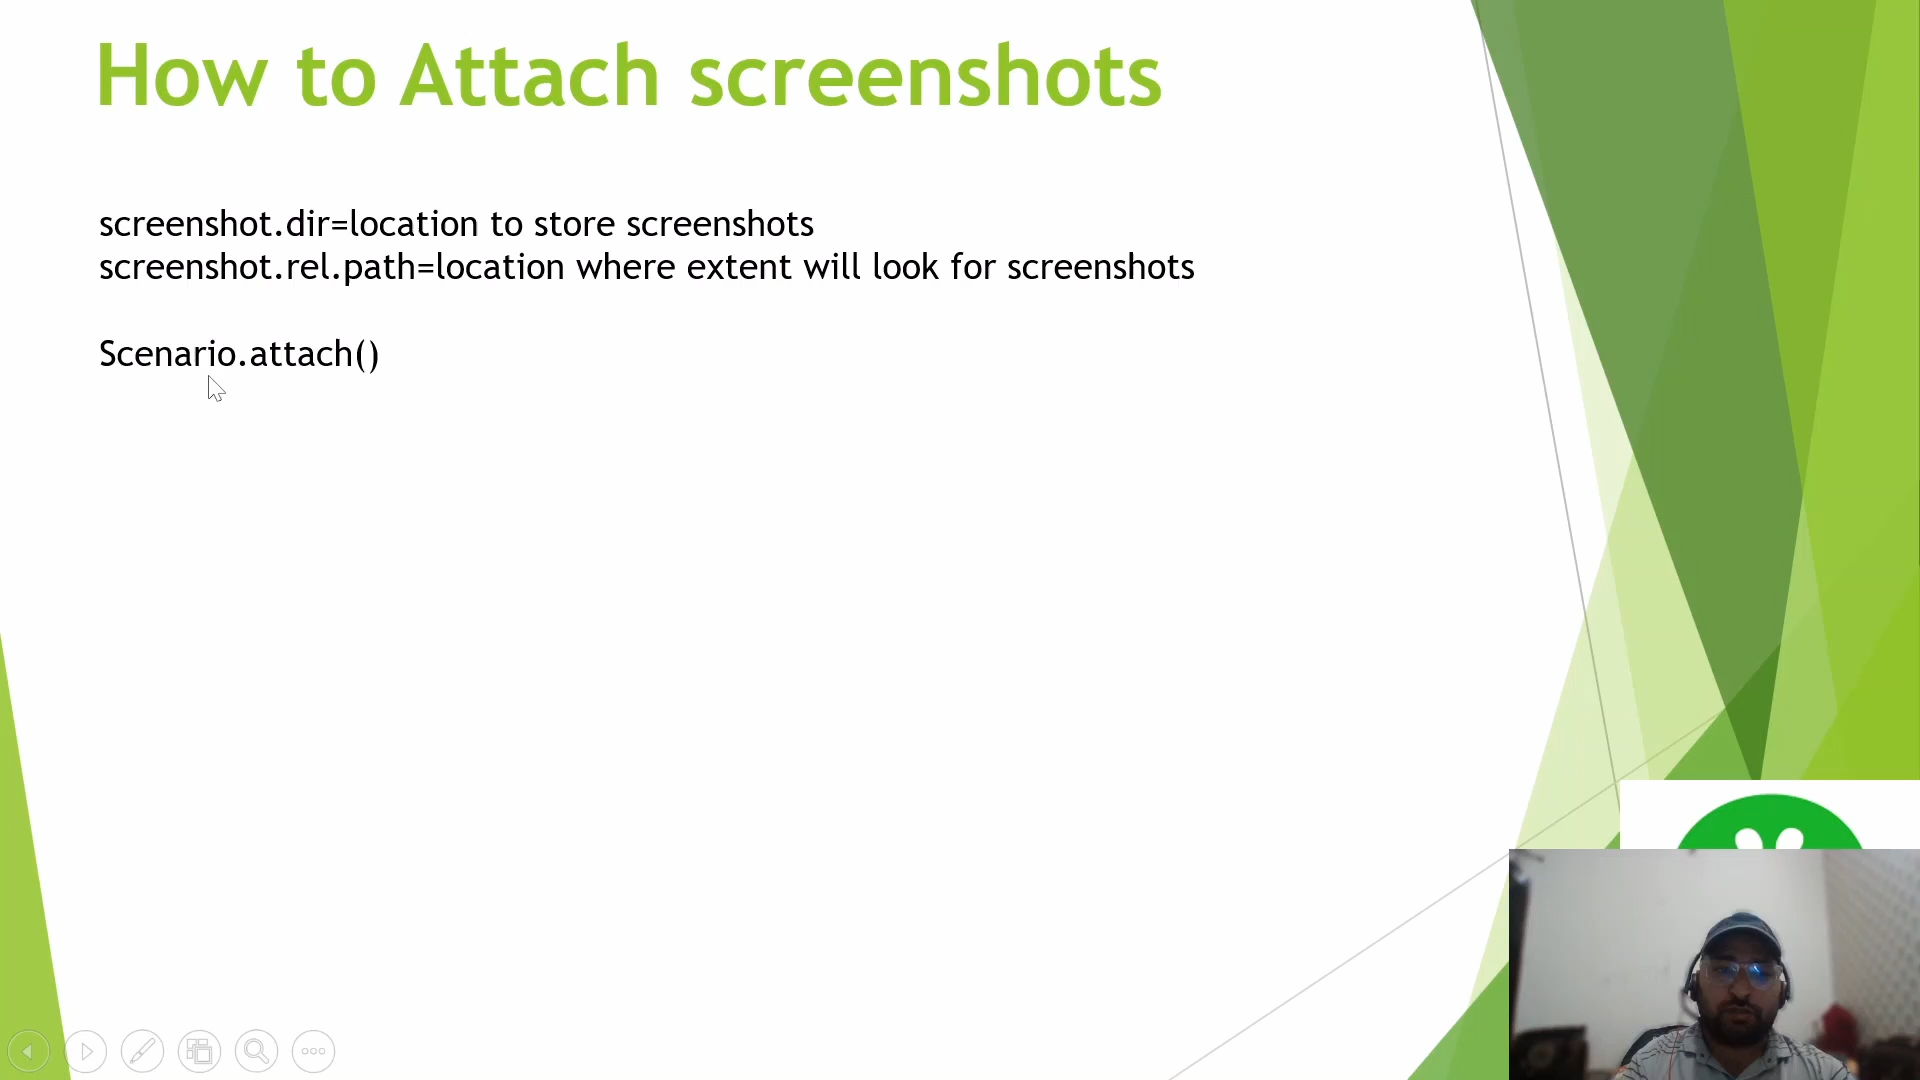 How to Attach screenshots
screenshot.dir=location to store screenshots
screenshot.rel.path=location where extent will look for screenshots
Scenario.attach()